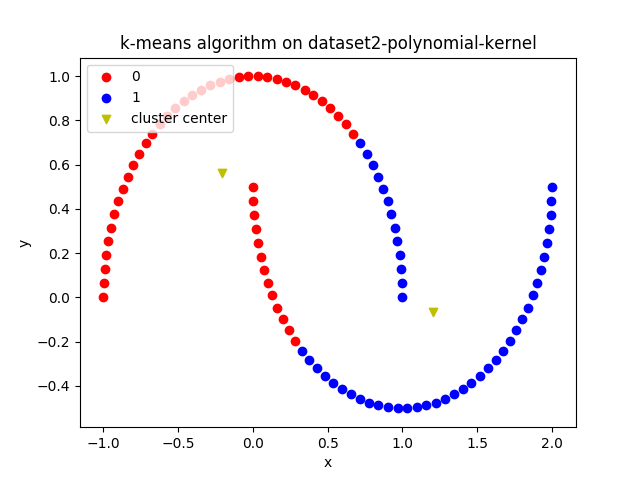 k-means algorithm on dataset2-polynomial-kernel
0
1
cluster center
1.0
0.8
0.6
0.4
0.2
0.0
−0.2
−0.4
y
−1.0 −0.5 0.0 0.5 1.0 1.5 2.0
x